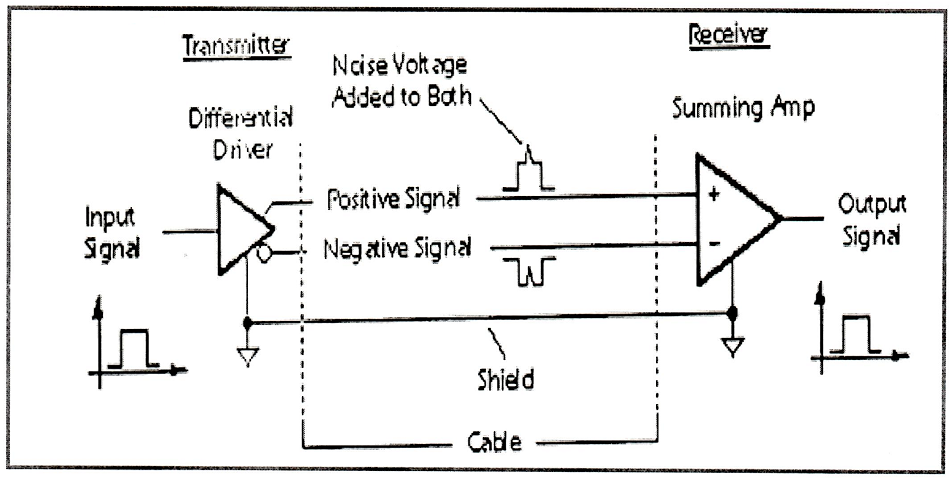 Transmitter
Receiver
Noise Voltage
Added to Both
Differential
Driver
Summing Amp
Input
Signal
Positive Signal
Negative Signal
+
-
Output
Signal
Shield
Cable